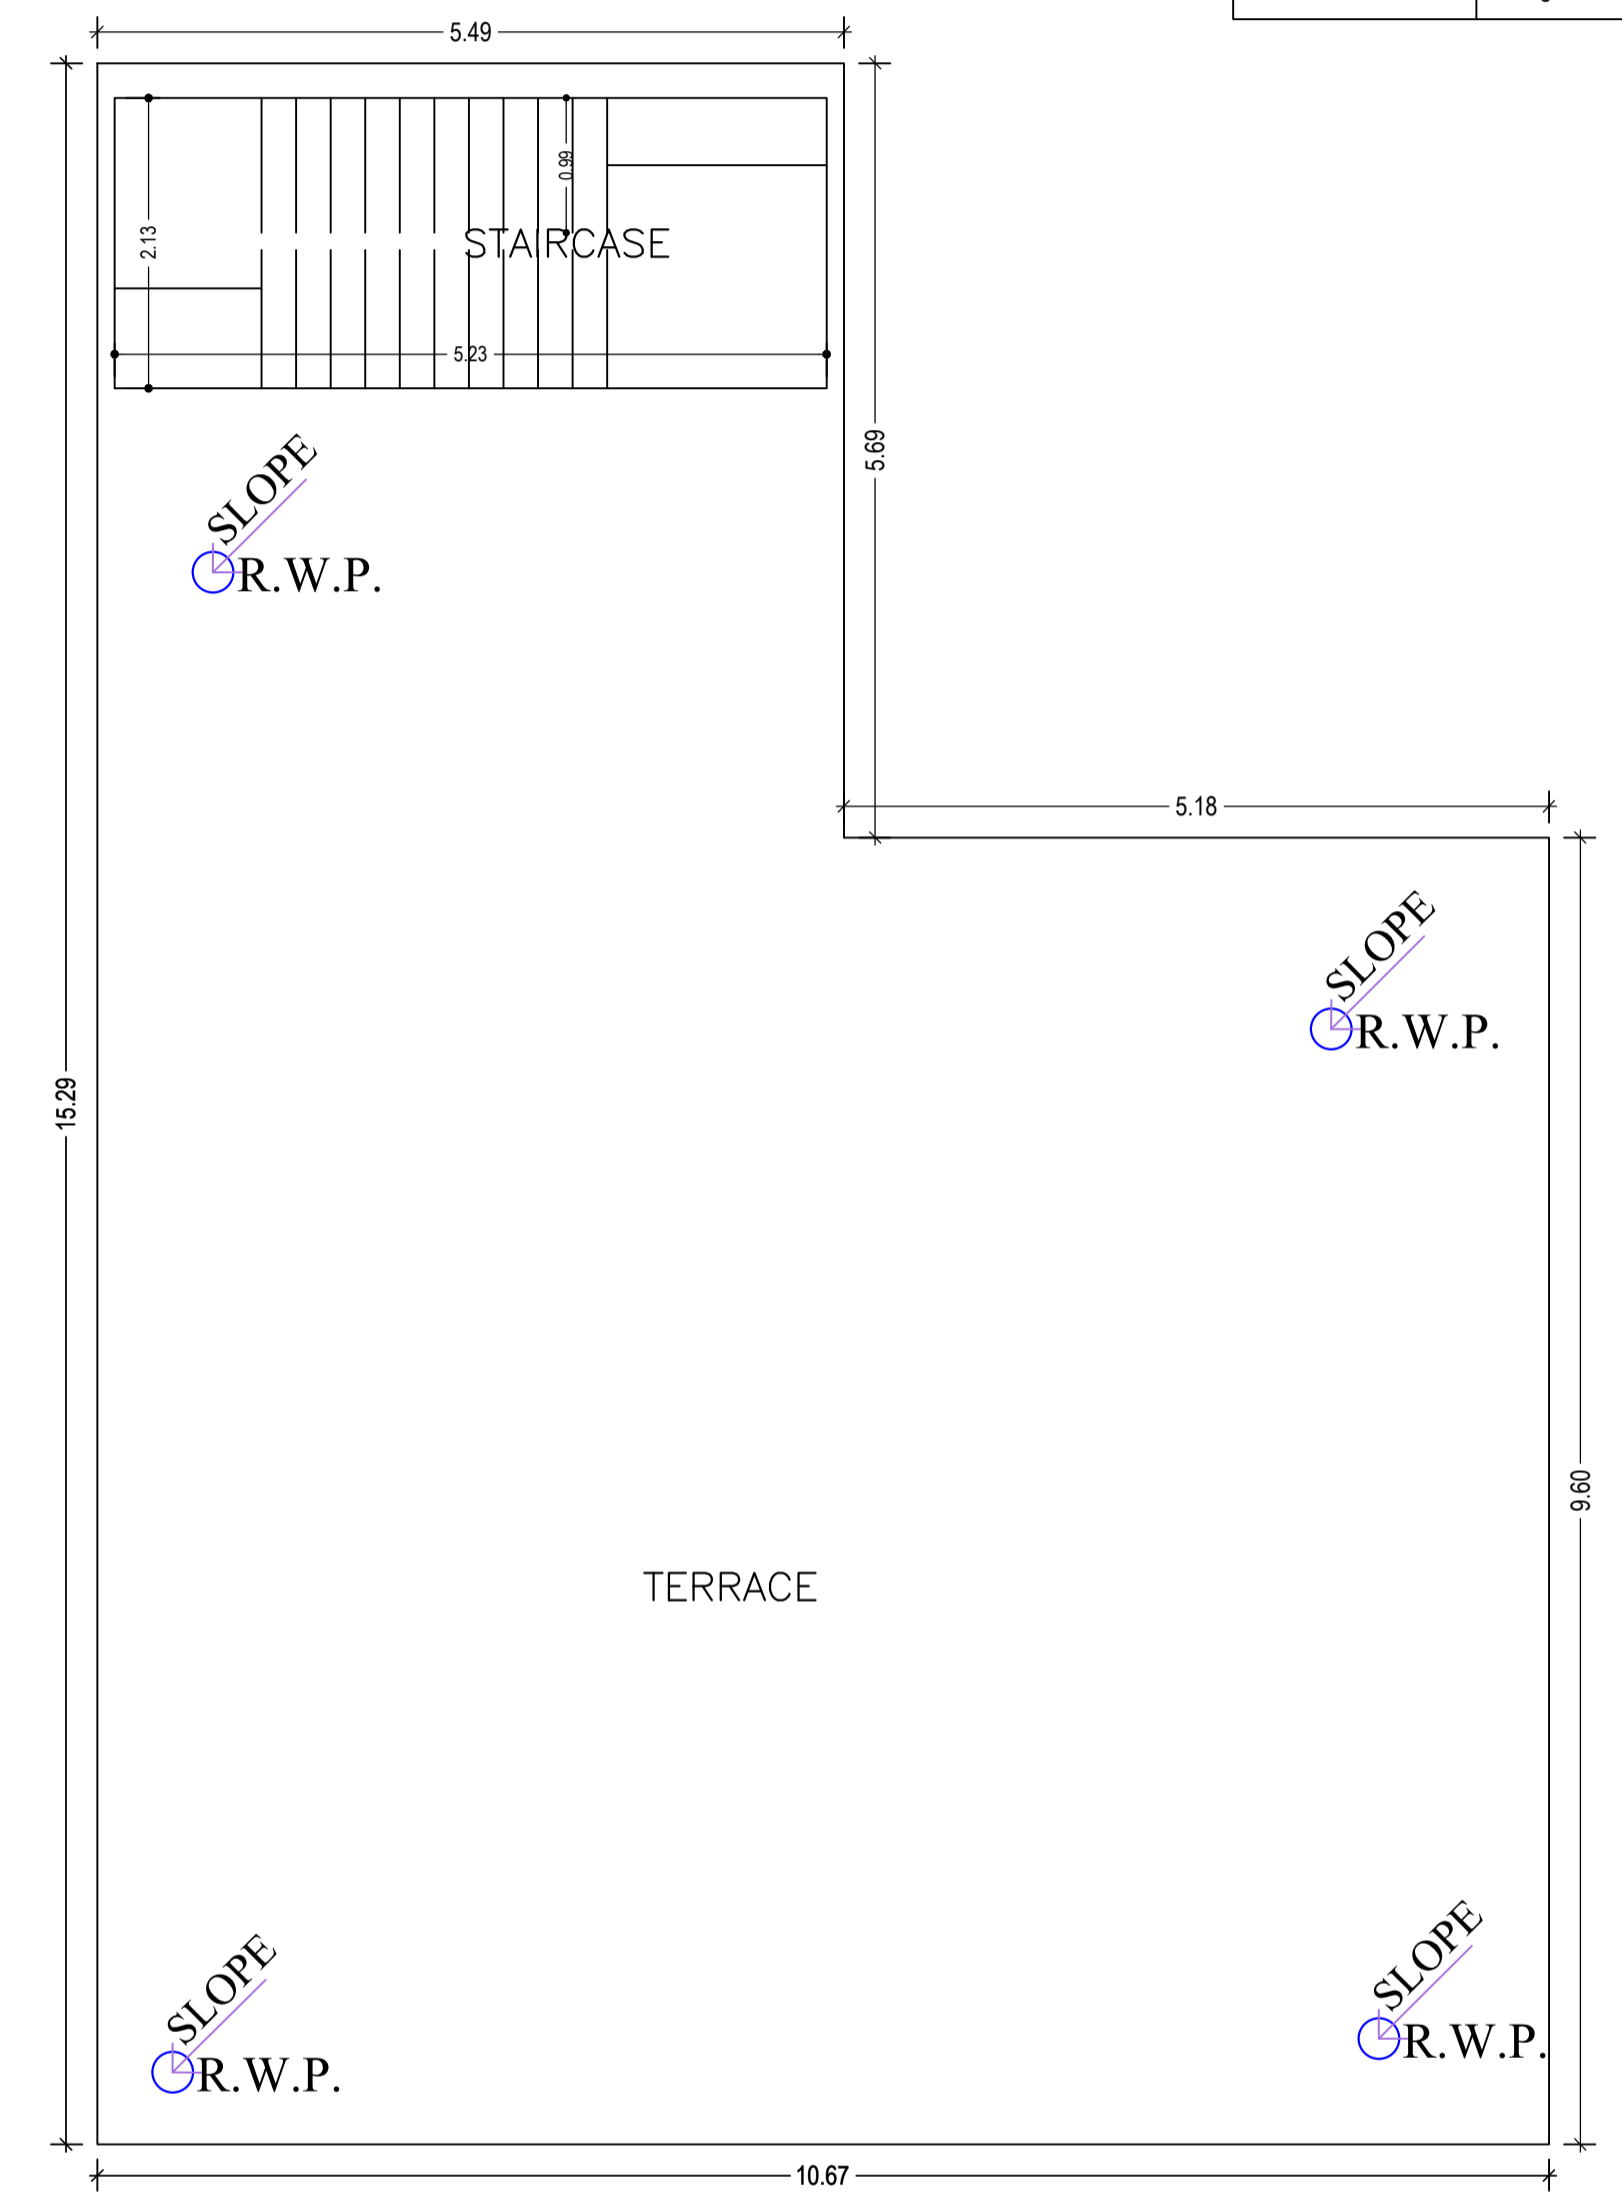 5.49
0.99
2.13
STAIRCASE
5.23
5.69
SLOPE
R.W.P.
5.18
SLOPE
R.W.P.
15.29
9.60
TERRACE
SLOPE
R.W.P.
SLOPE
R.W.P.
10.67